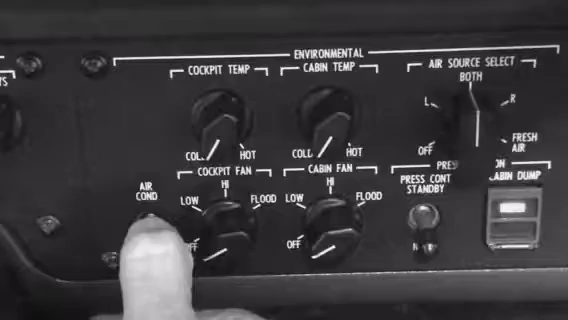 ENVIRONMENTAL
COCKPIT TEMP
CABIN TEMP
AIR SOURCE SELECT
BOTH
L
R
OFF
FRESH
AIR
COLD
HOT
COLD
HOT
COCKPIT FAN
HI
LOW
FLOOD
OFF
CABIN FAN
HI
LOW
FLOOD
OFF
AIR
COND
PRES
ON
PRESS CONT
STANDBY
CABIN DUMP